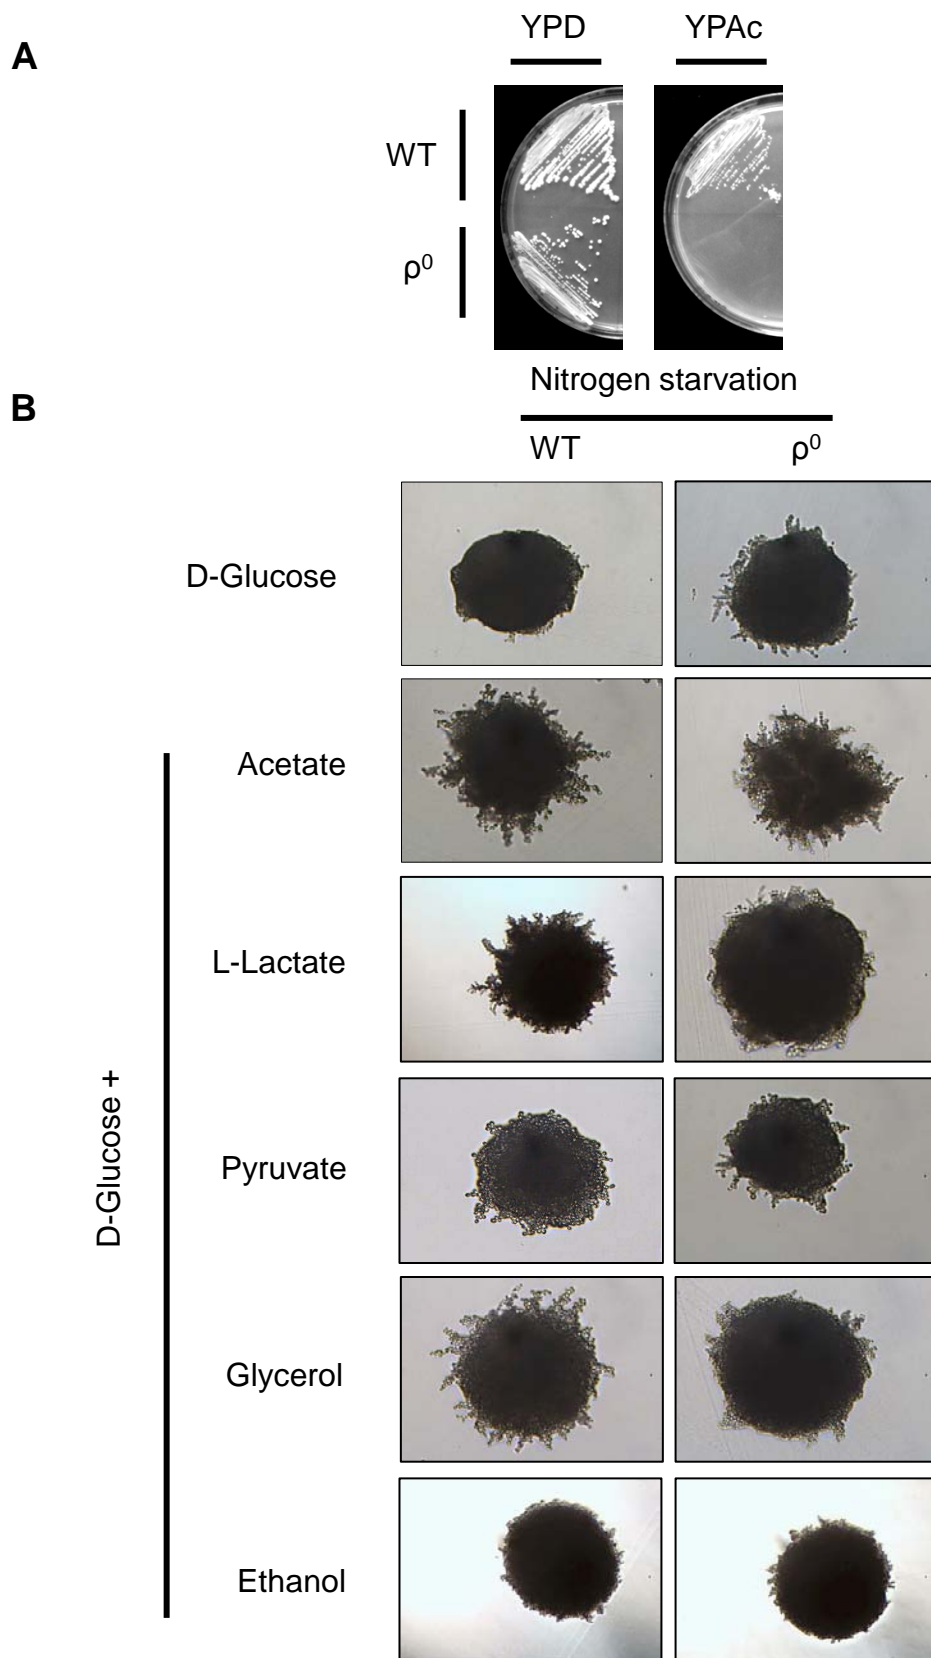 A
YPD YPAc
WT
ρ⁰
B
Nitrogen starvation
WT ρ⁰
D-Glucose
D-Glucose +
Acetate
L-Lactate
Pyruvate
Glycerol
Ethanol